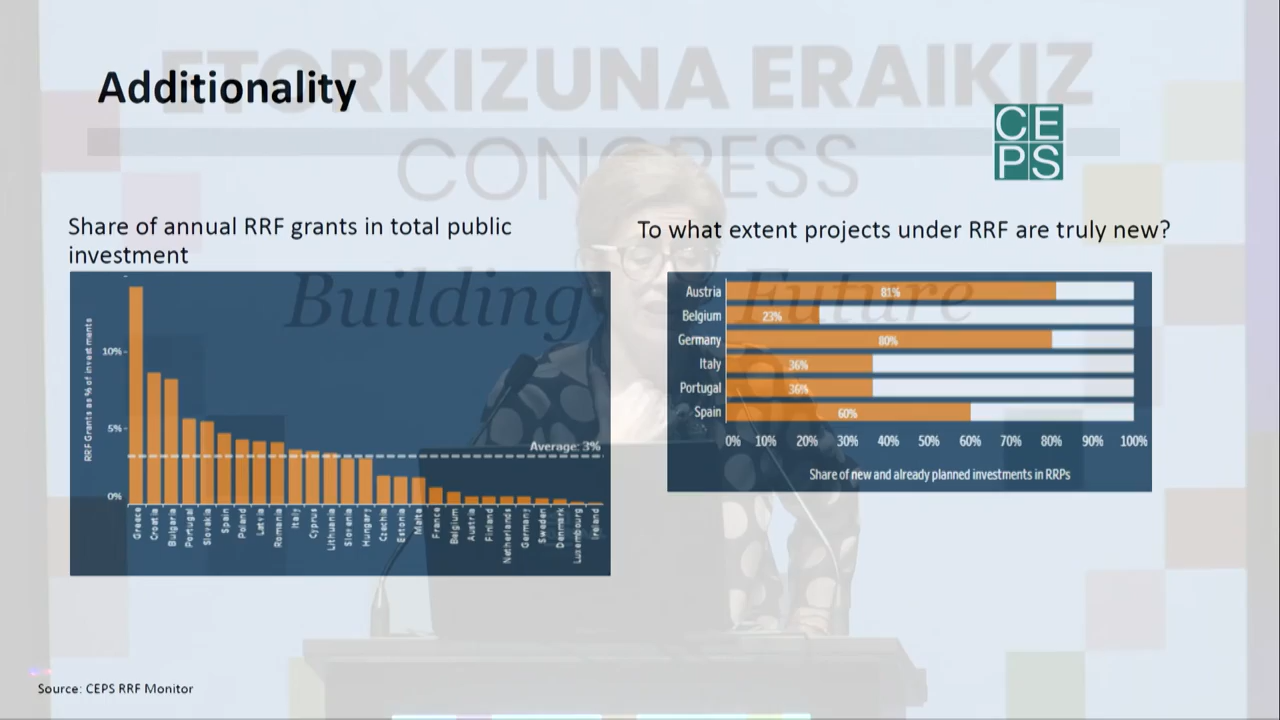 ETORKIZUNA ERAIKIZ
Additionality
CONGRESS
CE
PS
Share of annual RRF grants in total public
investment
To what extent projects under RRF are truly new?
Building
Future
RRF Grants as % of investments
10%
5%
0%
Average: 3%
Greece
Croatia
Bulgaria
Portugal
Slovakia
Spain
Poland
Latvia
Romania
Italy
Cyprus
Lithuania
Slovenia
Hungary
Czechia
Estonia
Malta
France
Belgium
Austria
Finland
Netherlands
Germany
Sweden
Denmark
Luxembourg
Ireland
Austria 81%
Belgium 23%
Germany 80%
Italy 36%
Portugal 36%
Spain 60%
0% 10% 20% 30% 40% 50% 60% 70% 80% 90% 100%
Share of new and already planned investments in RRPs
Source: CEPS RRF Monitor